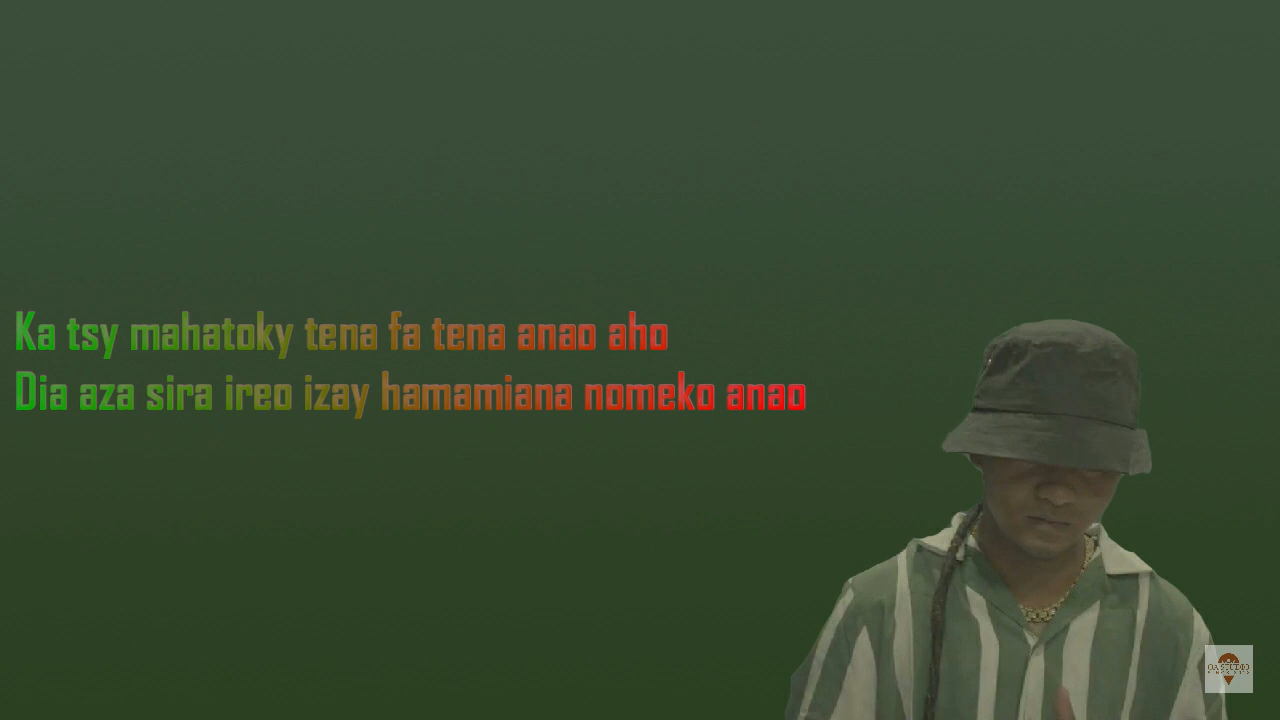 Ka tsy mahatoky tena fa tena anao aho
Dia aza sira ireo izay hamamiana nomeko anao